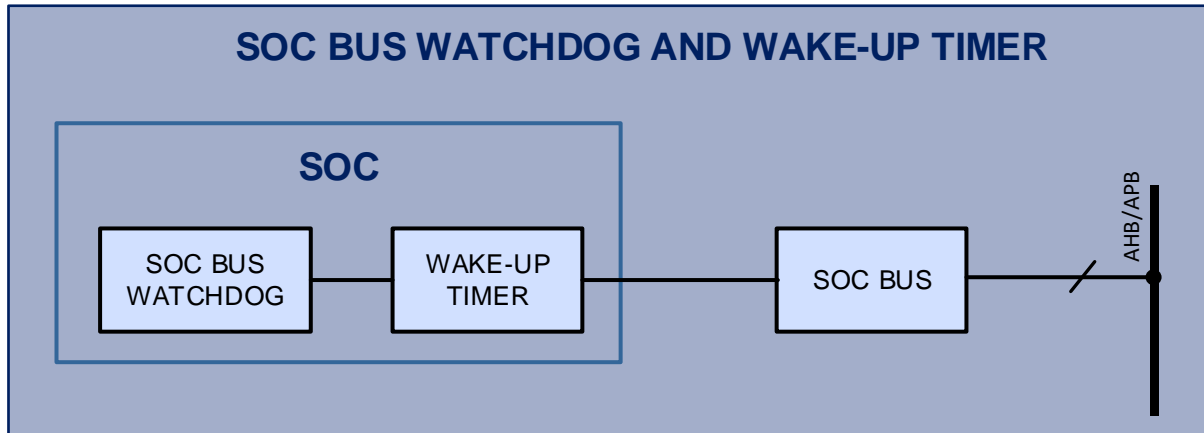 SOC BUS WATCHDOG AND WAKE-UP TIMER
SOC
SOC BUS
WATCHDOG
WAKE-UP
TIMER
SOC BUS
AHB/APB